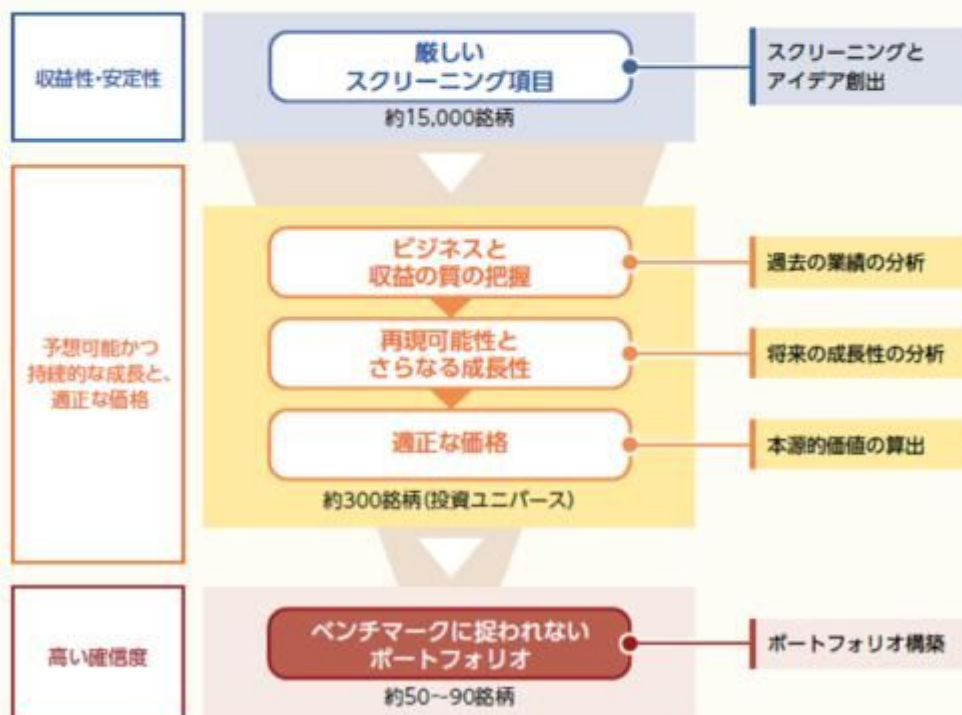 収益性・安定性
厳しい
スクリーニング項目
約15,000銘柄
スクリーニングと
アイデア創出
予想可能かつ
持続的な成長と、
適正な価格
ビジネスと
収益の質の把握
過去の業績の分析
再現可能性と
さらなる成長性
将来の成長性の分析
適正な価格
本源的価値の算出
約300銘柄(投資ユニバース)
高い確信度
ベンチマークに捉われない
ポートフォリオ
約50〜90銘柄
ポートフォリオ構築